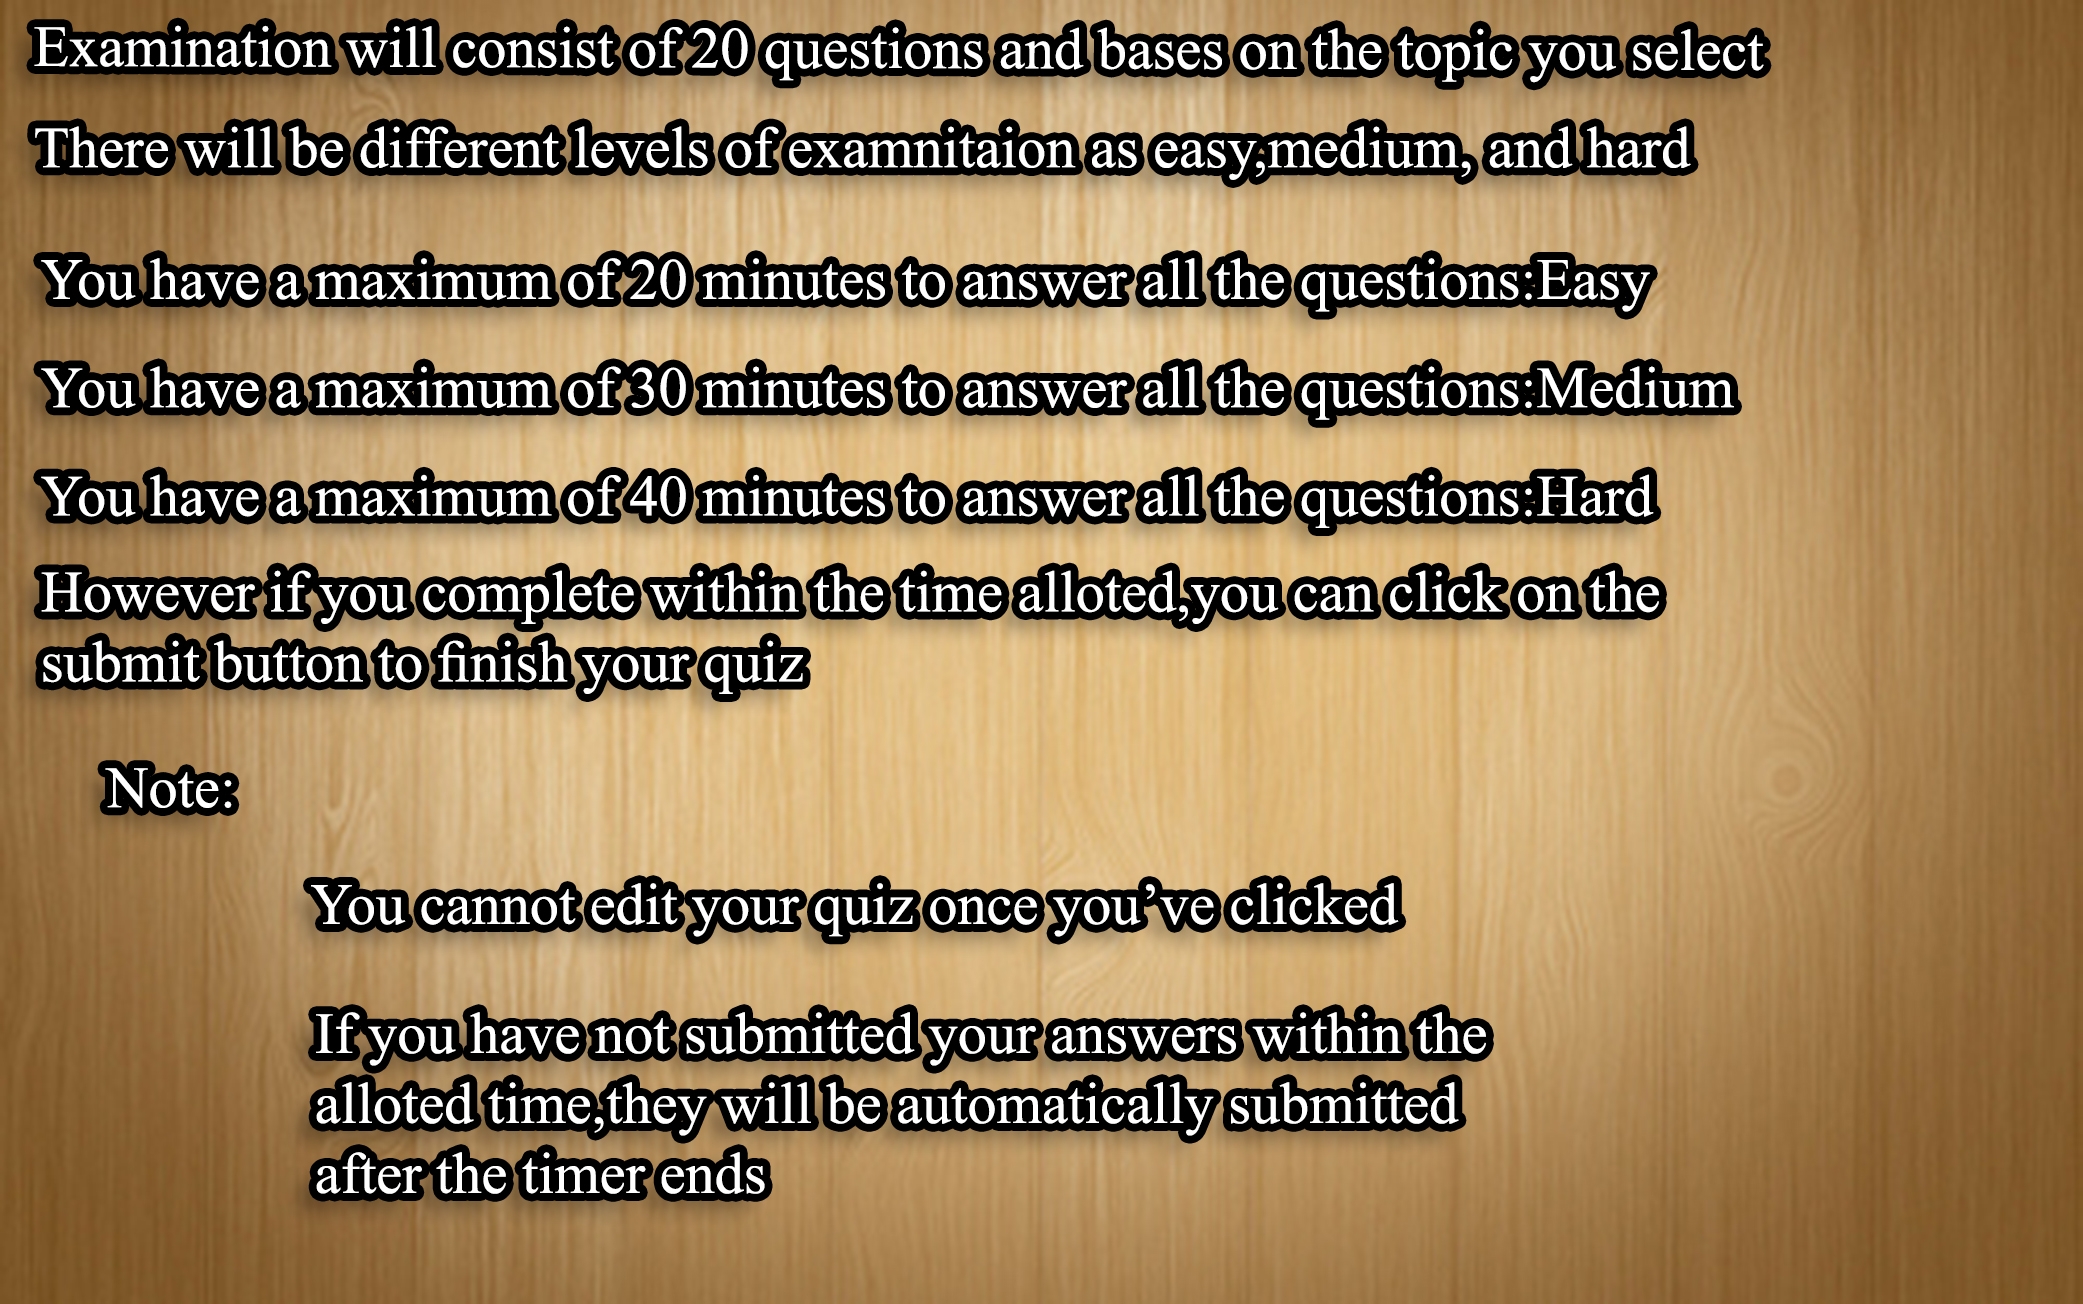 Examination will consist of 20 questions and bases on the topic you select
There will be different levels of examnitaion as easy,medium, and hard
You have a maximum of 20 minutes to answer all the questions:Easy
You have a maximum of 30 minutes to answer all the questions:Medium
You have a maximum of 40 minutes to answer all the questions:Hard
However if you complete within the time alloted,you can click on the
submit button to finish your quiz
Note:
You cannot edit your quiz once you’ve clicked
If you have not submitted your answers within the
alloted time,they will be automatically submitted
after the timer ends